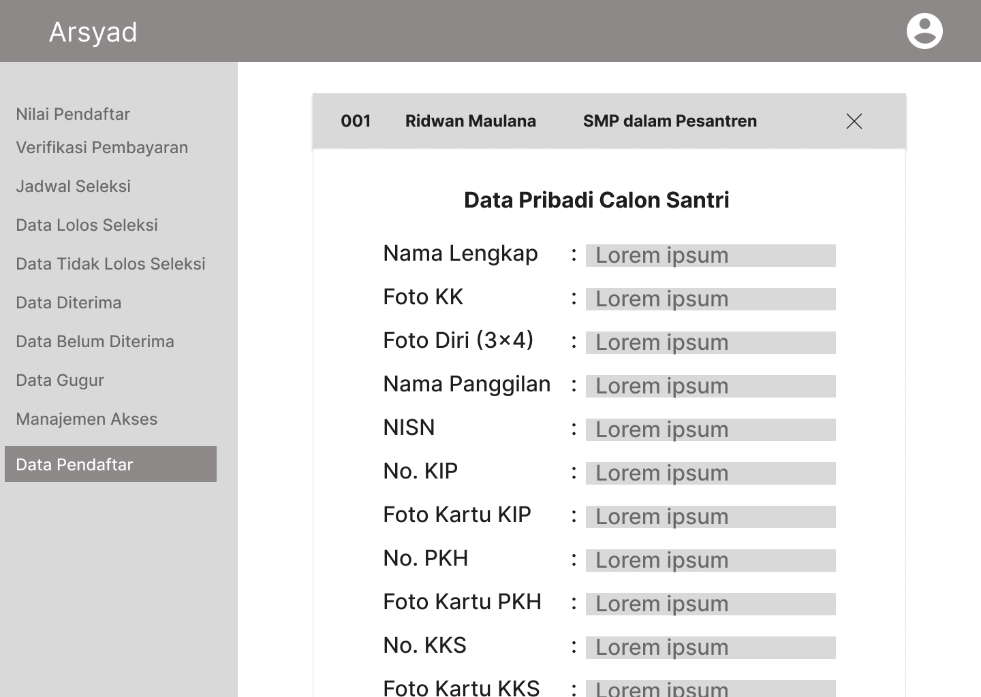 Arsyad
Nilai Pendaftar
Verifikasi Pembayaran
Jadwal Seleksi
Data Lolos Seleksi
Data Tidak Lolos Seleksi
Data Diterima
Data Belum Diterima
Data Gugur
Manajemen Akses
Data Pendaftar
001 Ridwan Maulana SMP dalam Pesantren
Data Pribadi Calon Santri
Nama Lengkap : Lorem ipsum
Foto KK : Lorem ipsum
Foto Diri (3×4) : Lorem ipsum
Nama Panggilan : Lorem ipsum
NISN : Lorem ipsum
No. KIP : Lorem ipsum
Foto Kartu KIP : Lorem ipsum
No. PKH : Lorem ipsum
Foto Kartu PKH : Lorem ipsum
No. KKS : Lorem ipsum
Foto Kartu KKS : Lorem ipsum